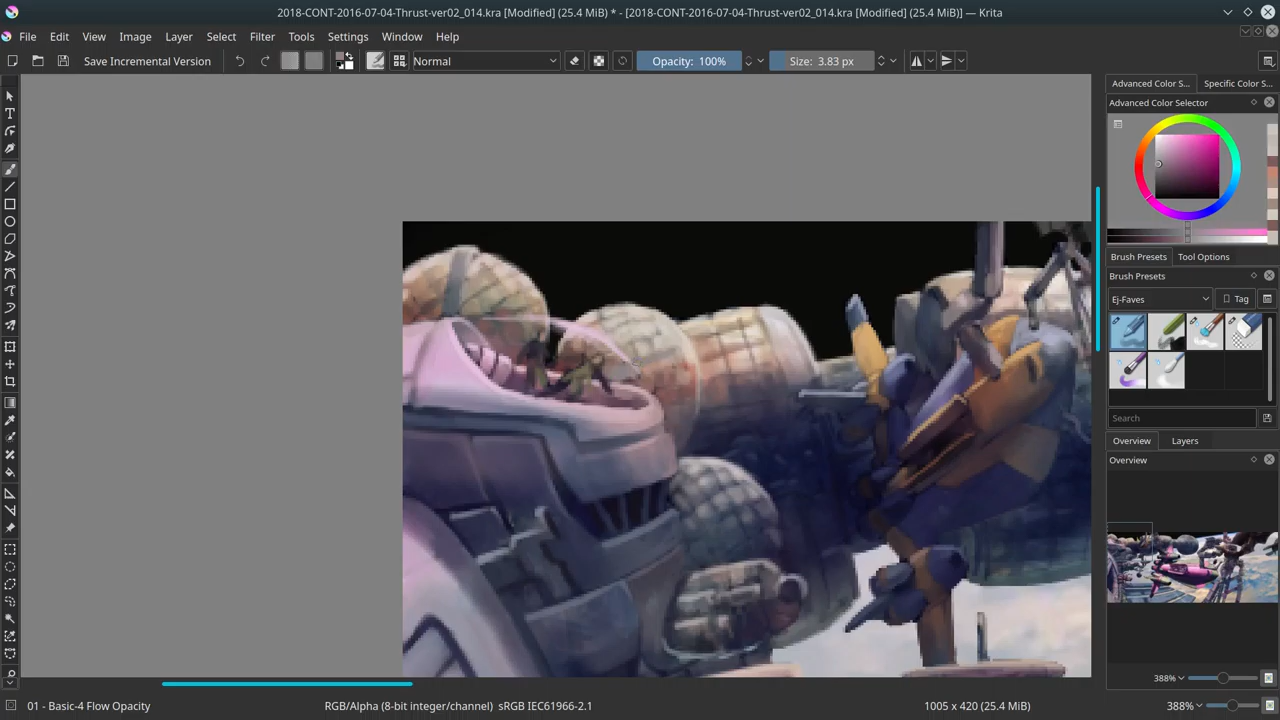 2018-CONT-2016-07-04-Thrust-ver02_014.kra [Modified] (25.4 MiB) * - [2018-CONT-2016-07-04-Thrust-ver02_014.kra [Modified] (25.4 MiB)] — Krita
File Edit View Image Layer Select Filter Tools Settings Window Help
Save Incremental Version Normal Opacity: 100% Size: 3.83 px
Advanced Color S... Specific Color S...
Advanced Color Selector
Brush Presets Tool Options
Brush Presets
Ej-Faves Tag
Search
Overview Layers
Overview
388%
01 - Basic-4 Flow Opacity RGB/Alpha (8-bit integer/channel) sRGB IEC61966-2.1 1005 x 420 (25.4 MiB) 388%